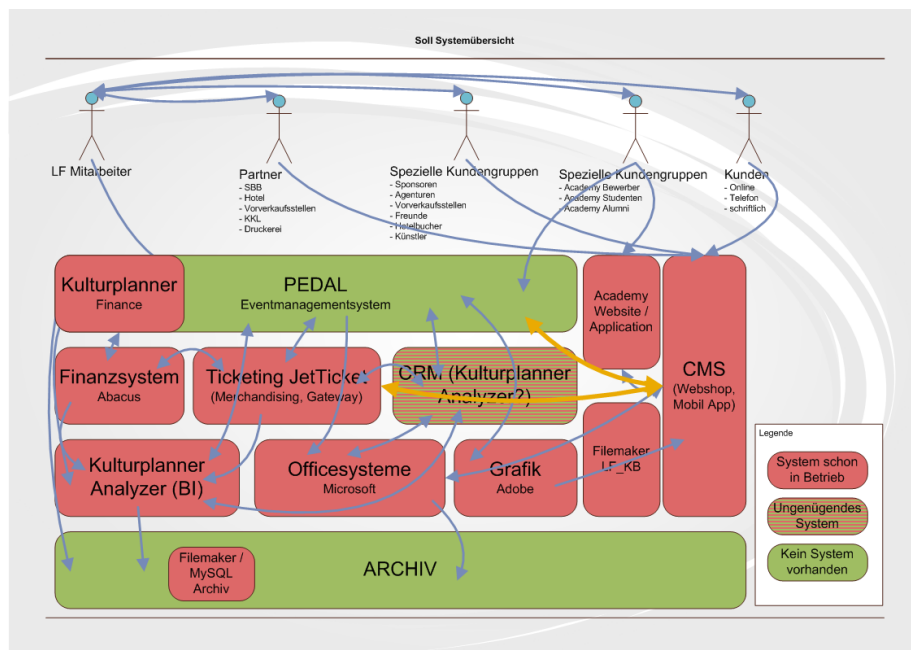 Soll Systemübersicht
LF Mitarbeiter
Partner
- SBB
- Hotel
- Vorverkaufsstellen
- KKL
- Druckerei
Spezielle Kundengruppen
- Sponsoren
- Agenturen
- Vorverkaufsstellen
- Freunde
- Hotelbucher
- Künstler
Spezielle Kundengruppen
- Academy Bewerber
- Academy Studenten
- Academy Alumni
Kunden
- Online
- Telefon
- schriftlich
Kulturplanner
Finance
PEDAL
Eventmanagementsystem
Academy
Website /
Application
CMS
(Webshop,
Mobil App)
Finanzsystem
Abacus
Ticketing JetTicket
(Merchandising, Gateway)
CRM (Kulturplanner
Analyzer?)
Kulturplanner
Analyzer (BI)
Officesysteme
Microsoft
Grafik
Adobe
Filemaker
LF_KB
ARCHIV
Filemaker /
MySQL
Archiv
Legende
System schon
in Betrieb
Ungenügendes
System
Kein System
vorhanden